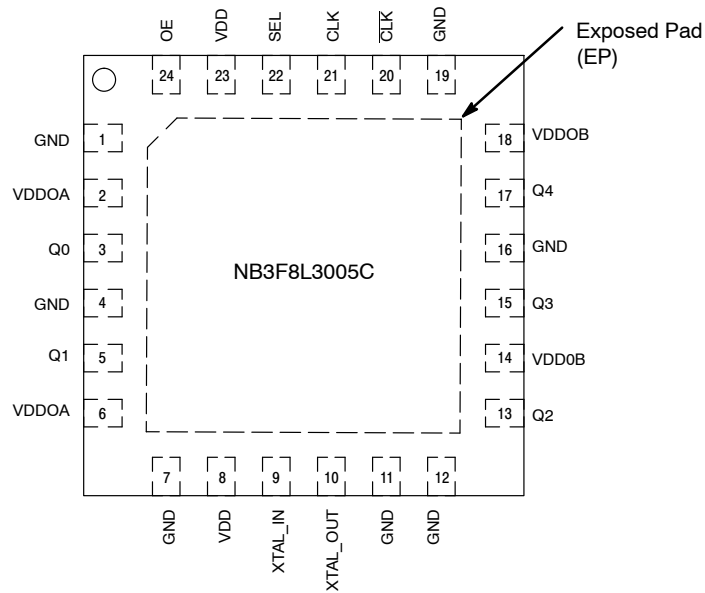 OE
VDD
SEL
CLK
CLK
GND
Exposed Pad
(EP)
24
23
22
21
20
19
GND
1
18
VDDOB
VDDOA
2
17
Q4
Q0
3
16
GND
NB3F8L3005C
GND
4
15
Q3
Q1
5
14
VDD0B
VDDOA
6
13
Q2
7
8
9
10
11
12
GND
VDD
XTAL_IN
XTAL_OUT
GND
GND